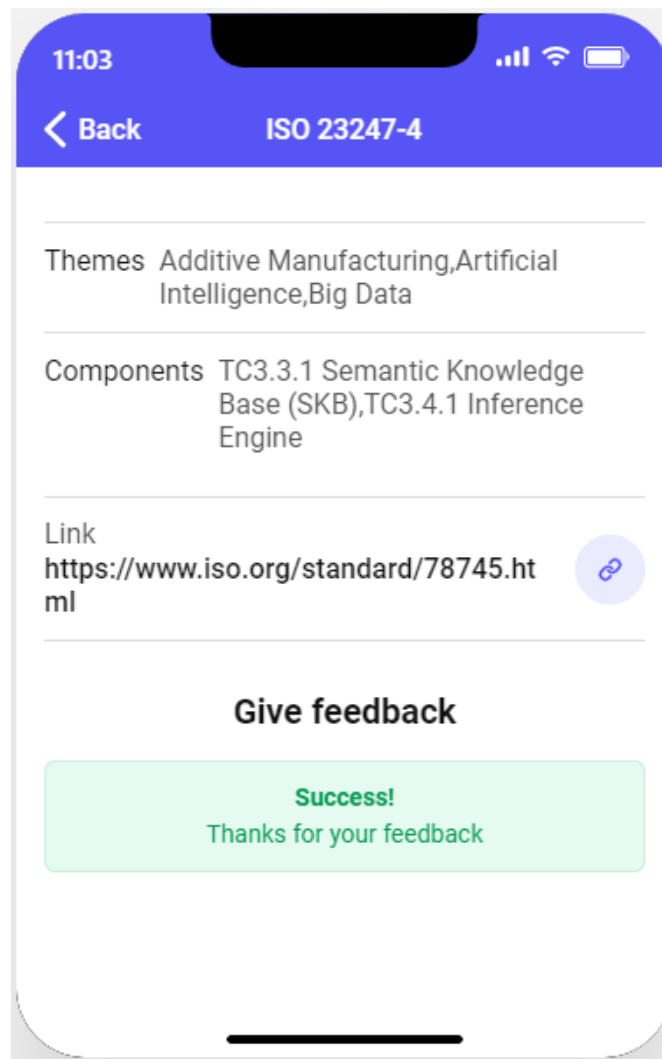 11:03
Back
ISO 23247-4
Themes Additive Manufacturing,Artificial
Intelligence,Big Data
Components TC3.3.1 Semantic Knowledge
Base (SKB),TC3.4.1 Inference
Engine
Link
https://www.iso.org/standard/78745.ht
ml
Give feedback
Success!
Thanks for your feedback